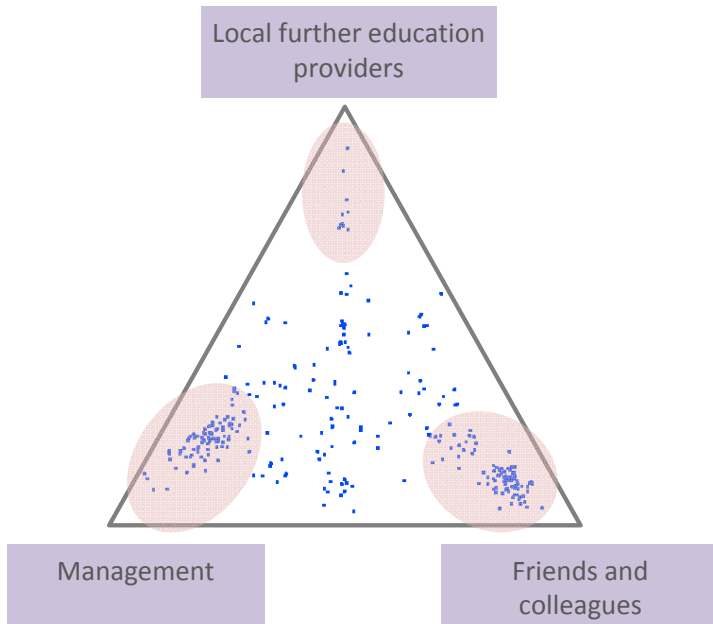 Local further education
providers
Management
Friends and
colleagues